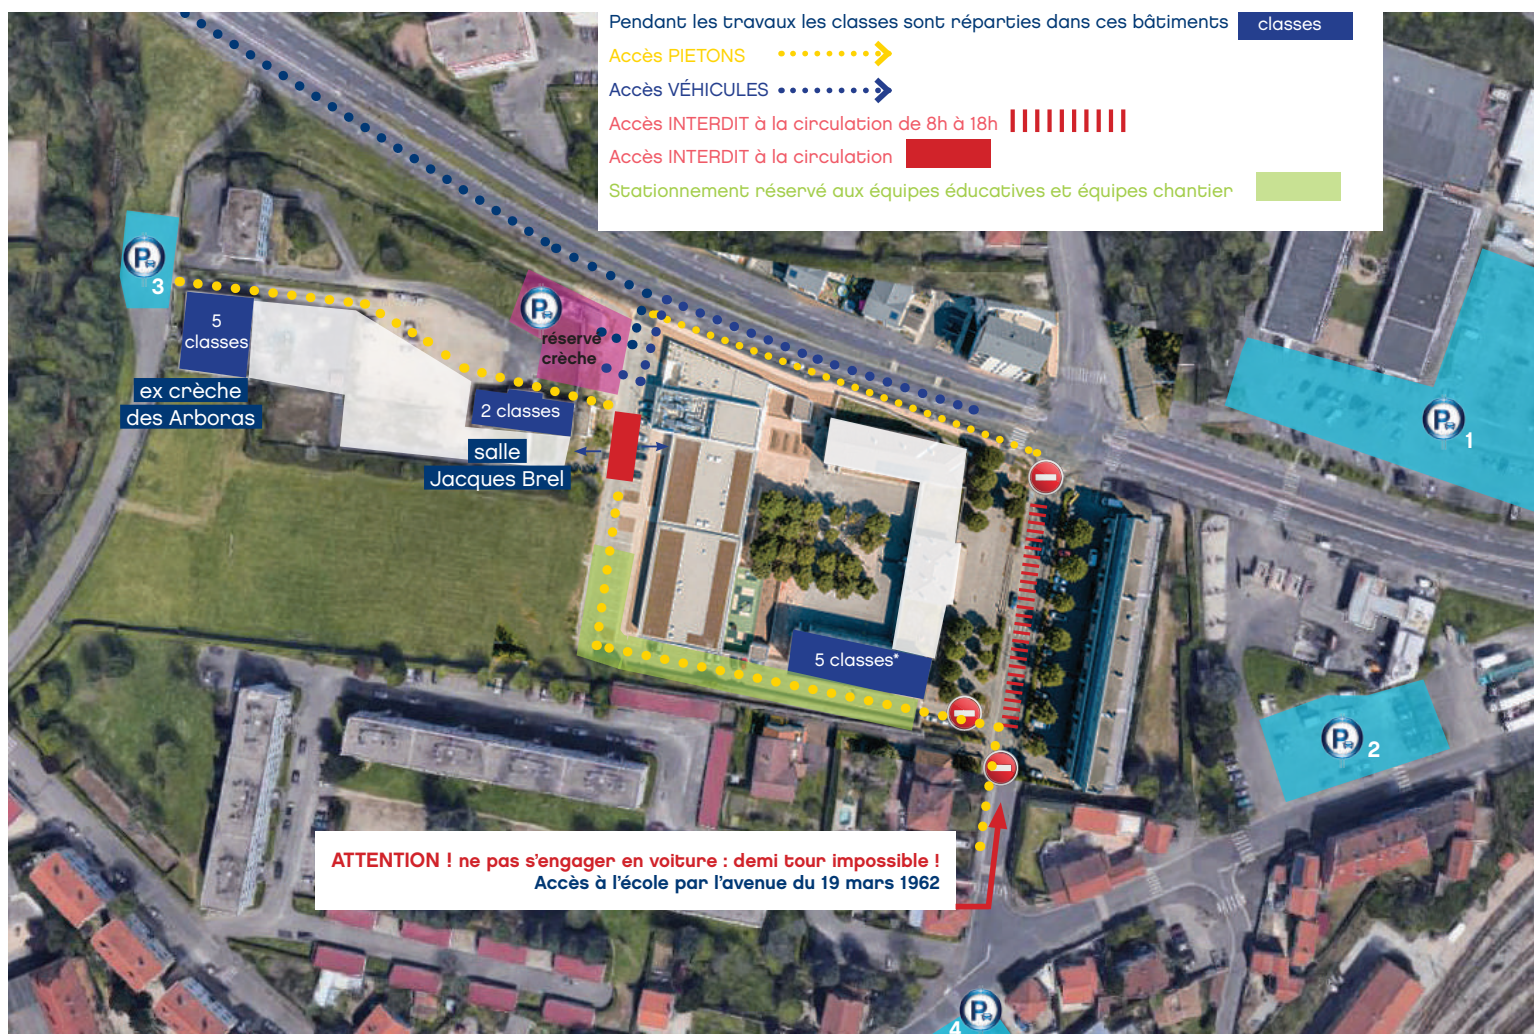 Pendant les travaux les classes sont réparties dans ces bâtiments classes
Accès PIETONS
Accès VÉHICULES
Accès INTERDIT à la circulation de 8h à 18h
Accès INTERDIT à la circulation
Stationnement réservé aux équipes éducatives et équipes chantier
P
3
5
classes
ex crèche
des Arboras
P
réservé
crèche
2 classes
salle
Jacques Brel
P
1
5 classes*
P
2
ATTENTION ! ne pas s'engager en voiture : demi tour impossible !
Accès à l'école par l'avenue du 19 mars 1962
P
4